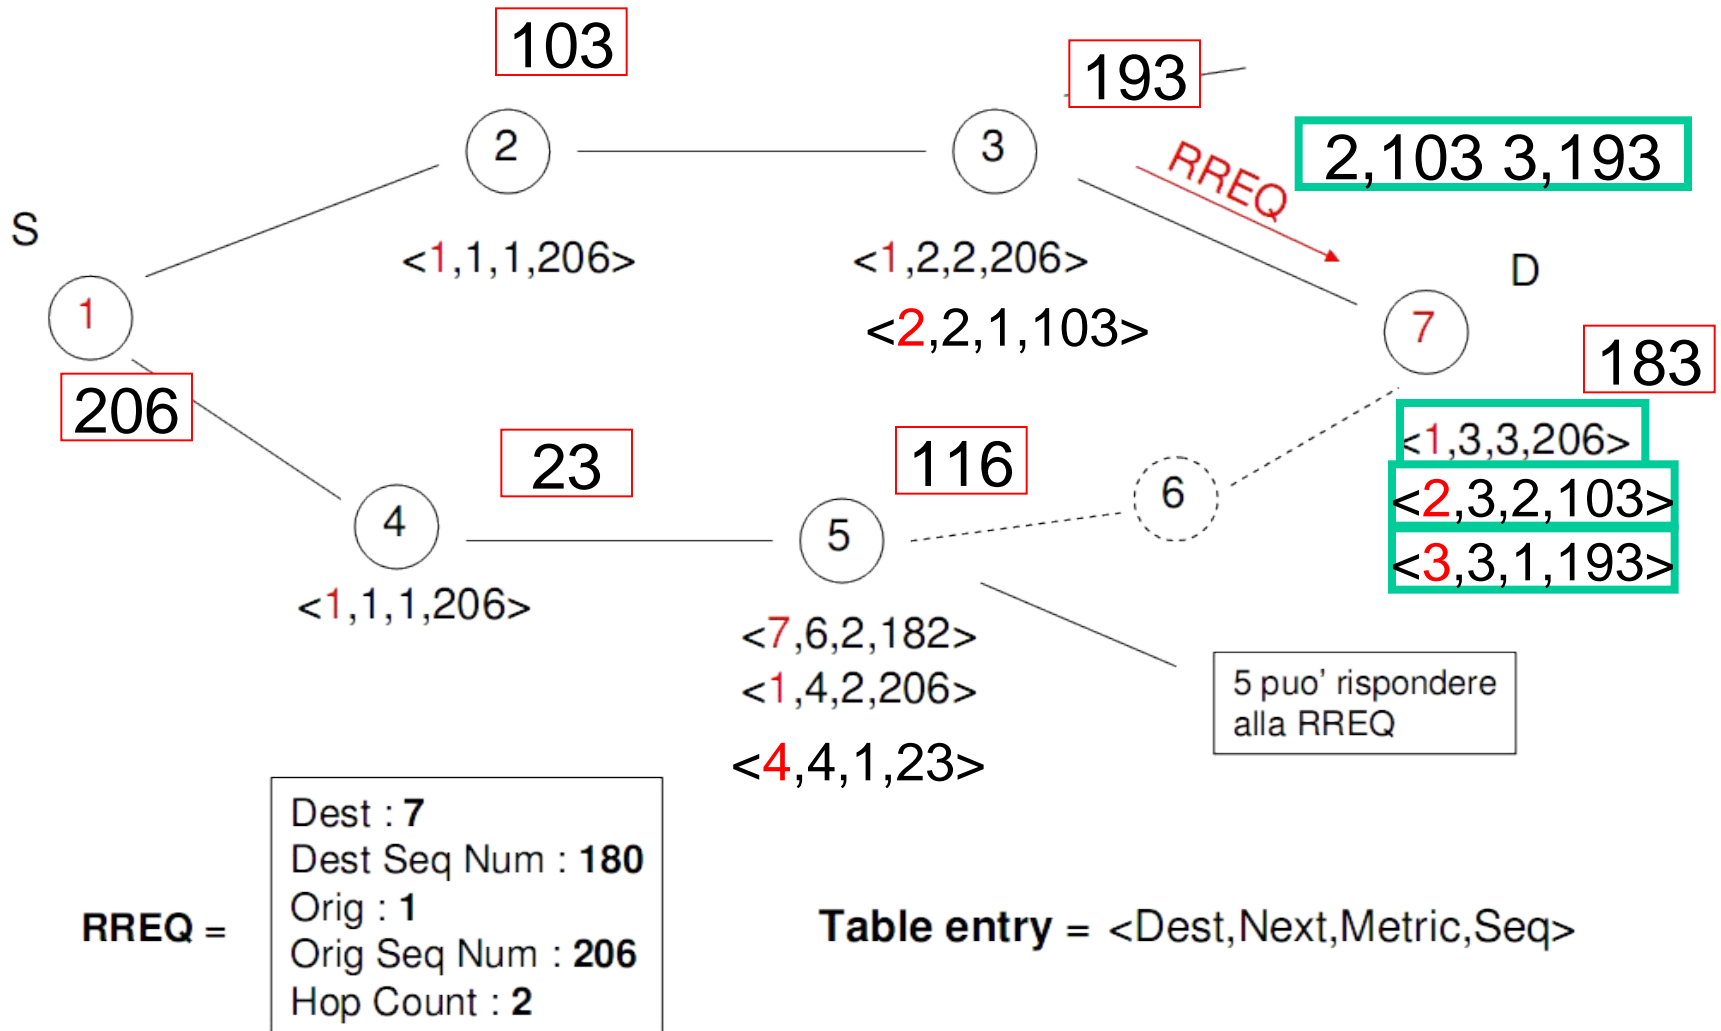 103
193
2
3
RREQ
2,103 3,193
S
<1,1,1,206>
<1,2,2,206>
D
1
<2,2,1,103>
7
183
206
23
116
<1,3,3,206>
4
5
6
<2,3,2,103>
<3,3,1,193>
<1,1,1,206>
<7,6,2,182>
<1,4,2,206>
<4,4,1,23>
5 puo' rispondere
alla RREQ
RREQ =
Dest : 7
Dest Seq Num : 180
Orig : 1
Orig Seq Num : 206
Hop Count : 2
Table entry = <Dest,Next,Metric,Seq>